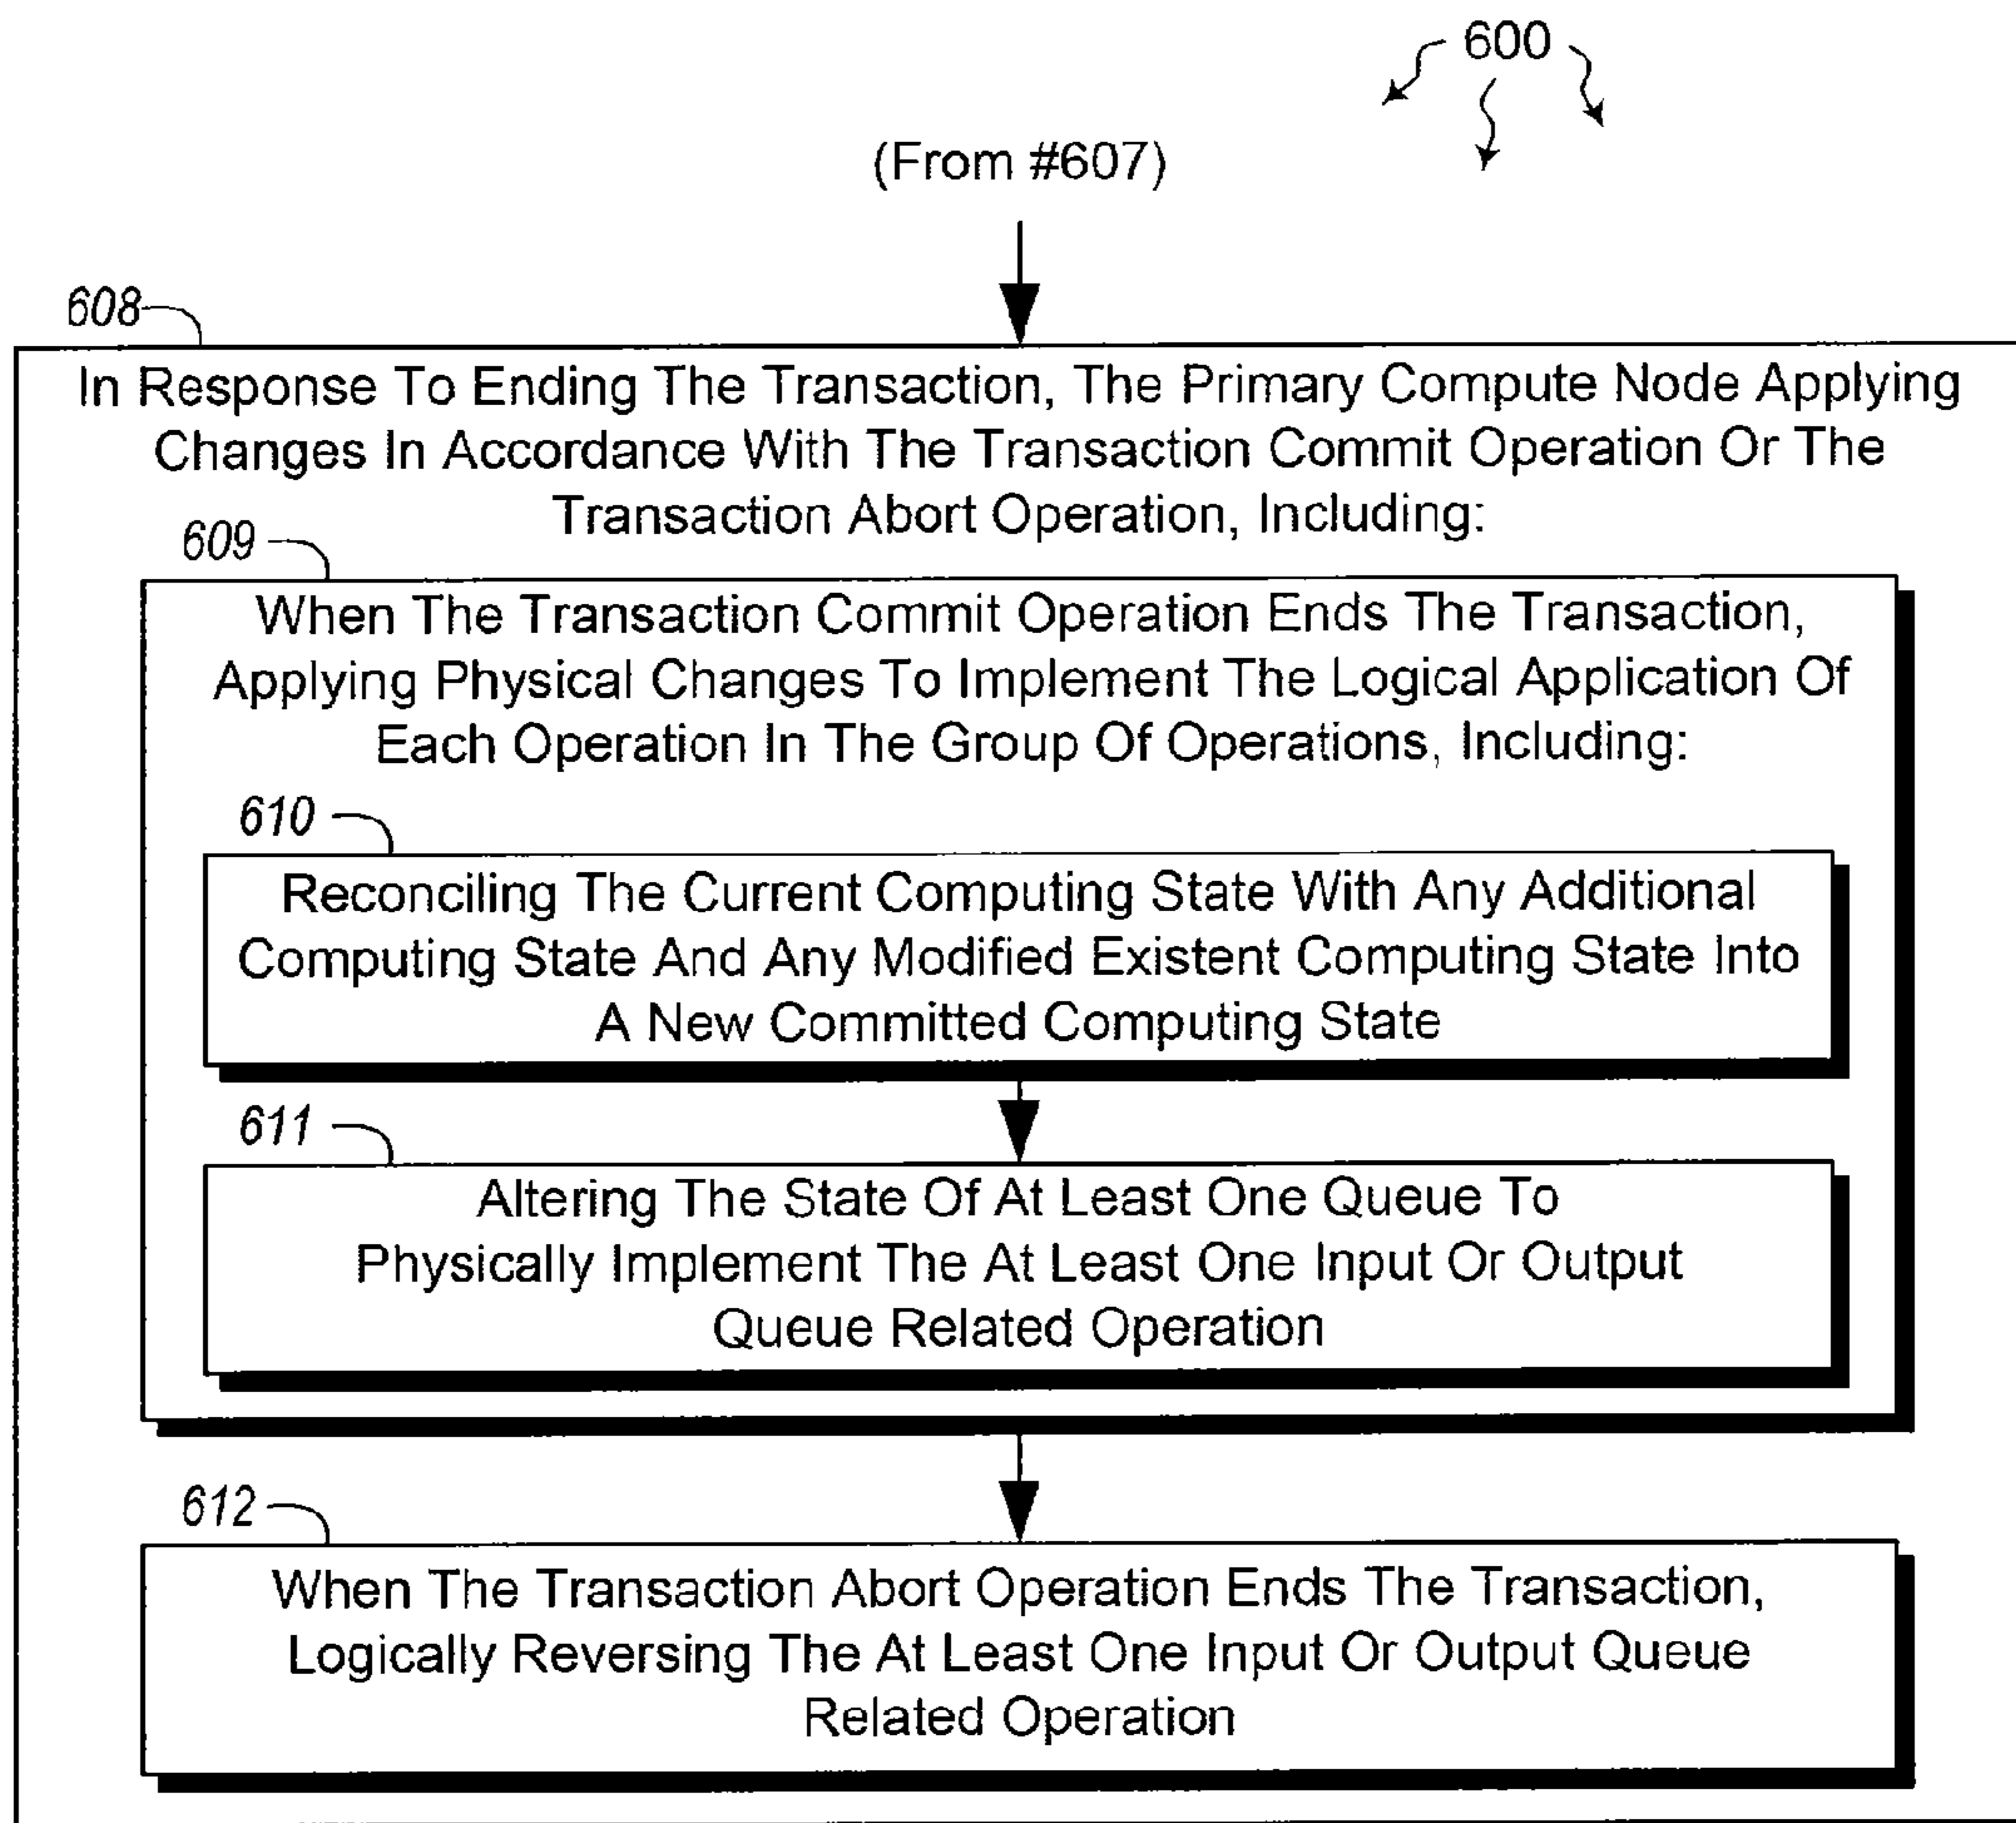 600
(From #607)
608
In Response To Ending The Transaction, The Primary Compute Node Applying
Changes In Accordance With The Transaction Commit Operation Or The
Transaction Abort Operation, Including:
609
When The Transaction Commit Operation Ends The Transaction,
Applying Physical Changes To Implement The Logical Application Of
Each Operation In The Group Of Operations, Including:
610
Reconciling The Current Computing State With Any Additional
Computing State And Any Modified Existent Computing State Into
A New Committed Computing State
611
Altering The State Of At Least One Queue To
Physically Implement The At Least One Input Or Output
Queue Related Operation
612
When The Transaction Abort Operation Ends The Transaction,
Logically Reversing The At Least One Input Or Output Queue
Related Operation